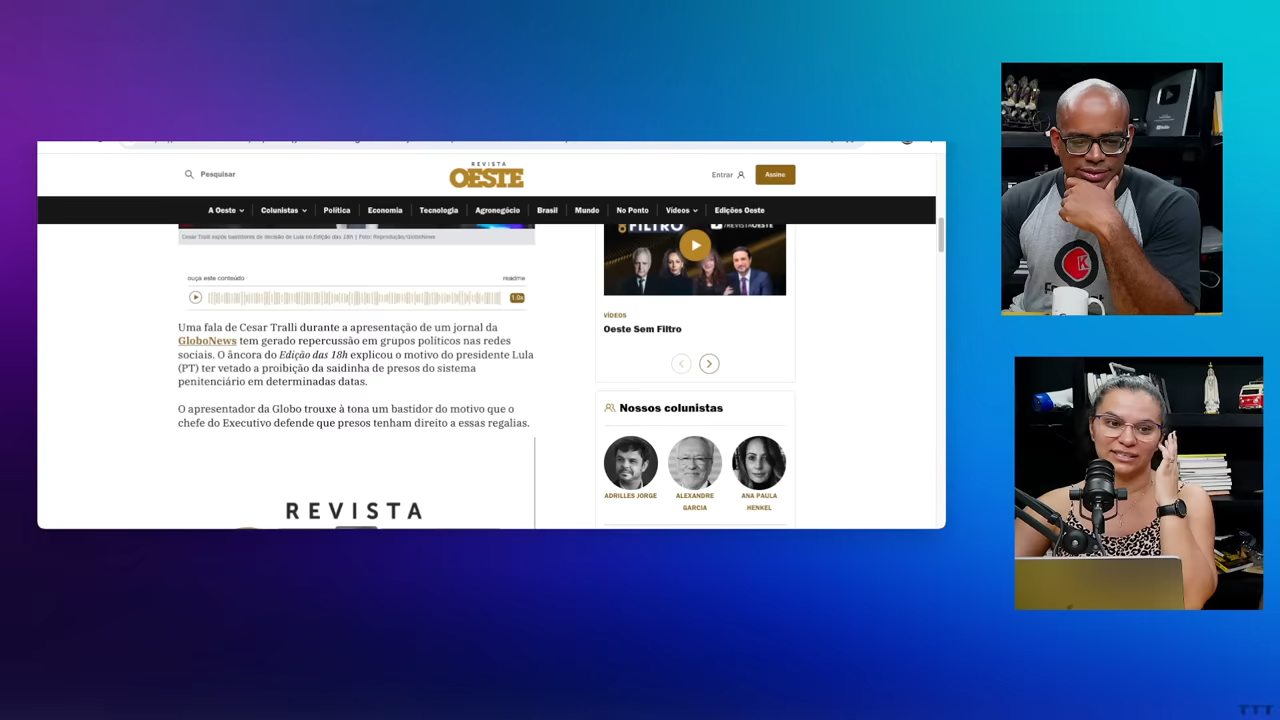 Pesquisar
REVISTA
OESTE
Entrar
Assine
A Oeste
Colunistas
Política
Economia
Tecnologia
Agronegócio
Brasil
Mundo
No Ponto
Vídeos
Edições Oeste
Cesar Tralli expôs bastidores de decisão de Lula no Edição das 18h | Foto: Reprodução/GloboNews
ouça este conteúdo
readme
1.0x
Uma fala de Cesar Tralli durante a apresentação de um jornal da
GloboNews tem gerado repercussão em grupos políticos nas redes
sociais. O âncora do Edição das 18h explicou o motivo do presidente Lula
(PT) ter vetado a proibição da saidinha de presos do sistema
penitenciário em determinadas datas.
O apresentador da Globo trouxe à tona um bastidor do motivo que o
chefe do Executivo defende que presos tenham direito a essas regalias.
REVISTA
FILTRO
/REVISTAOESTE
VÍDEOS
Oeste Sem Filtro
Nossos colunistas
ADRILLES JORGE
ALEXANDRE
GARCIA
ANA PAULA
HENKEL
K
TTT